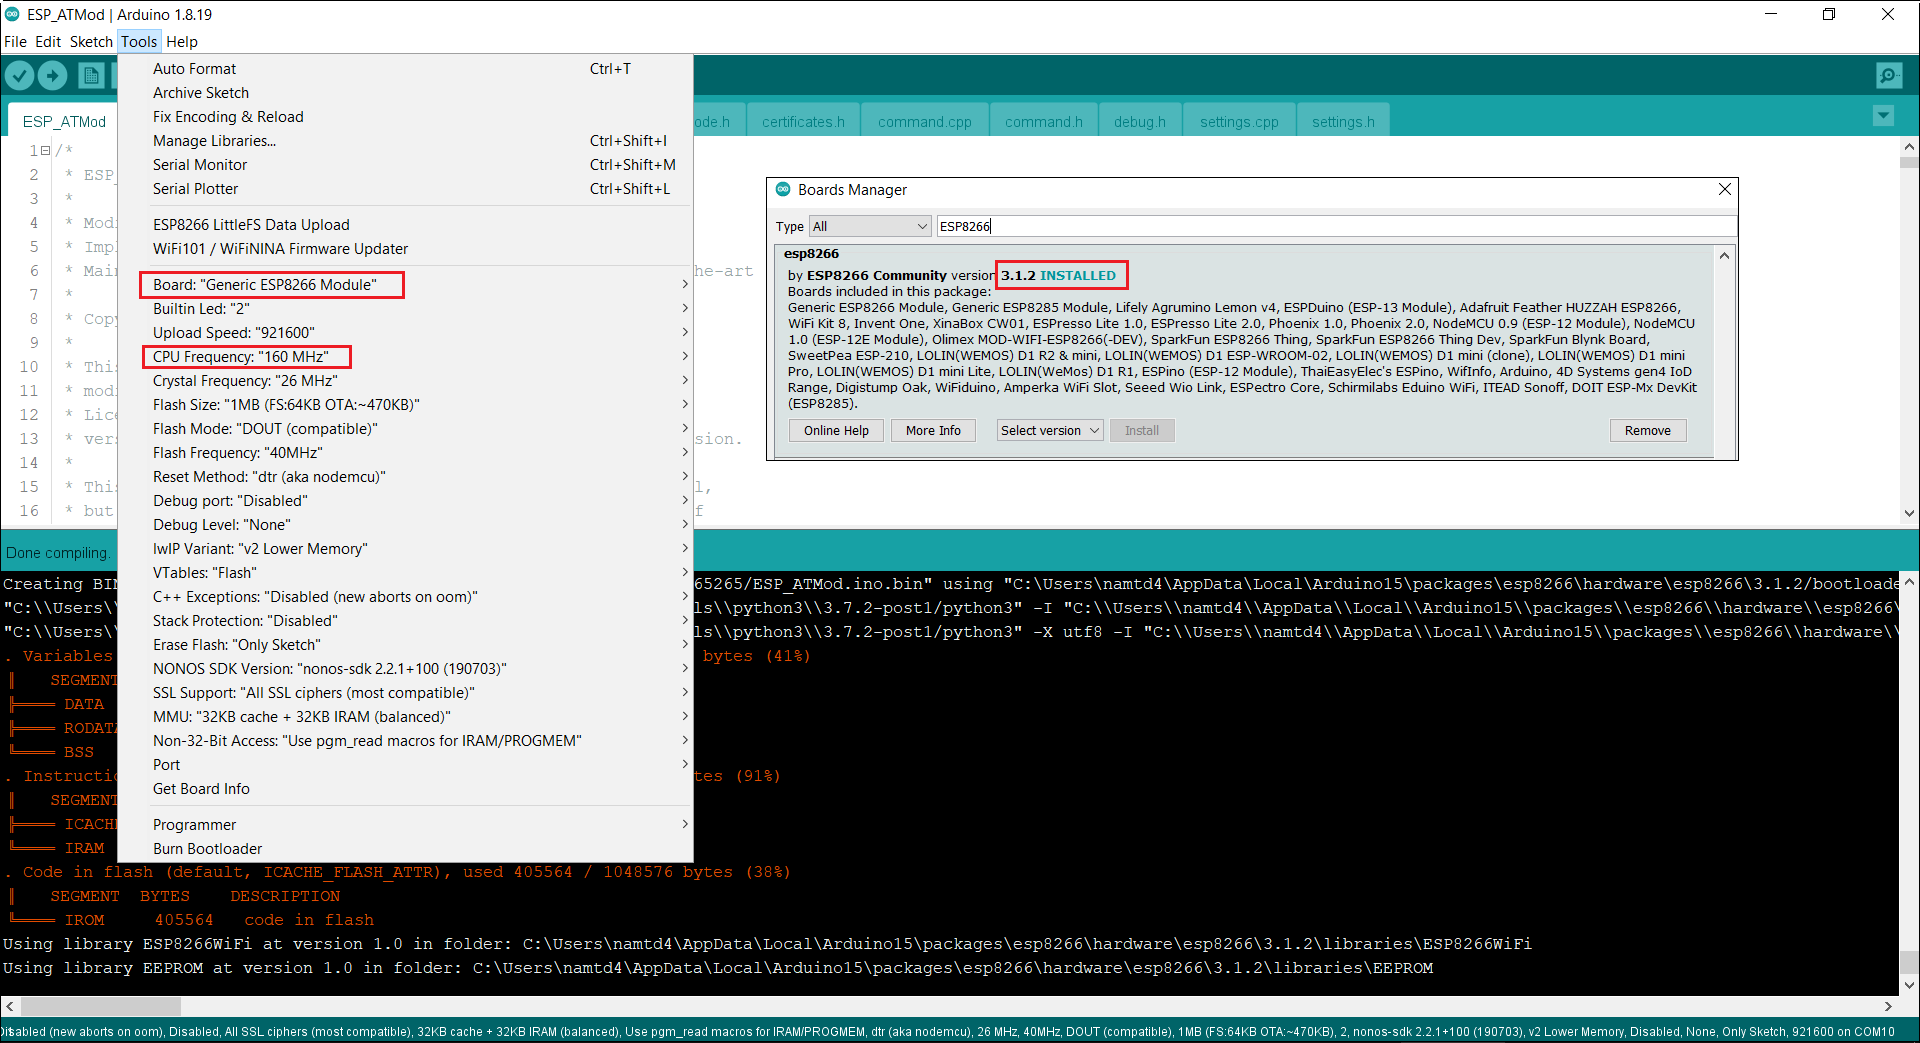 ESP_ATMod | Arduino 1.8.19
File Edit Sketch Tools Help
Auto Format Ctrl+T
Archive Sketch
Fix Encoding & Reload
Manage Libraries... Ctrl+Shift+I
Serial Monitor Ctrl+Shift+M
Serial Plotter Ctrl+Shift+L
ESP8266 LittleFS Data Upload
WiFi101 / WiFiNINA Firmware Updater
Board: "Generic ESP8266 Module"
Builtin Led: "2"
Upload Speed: "921600"
CPU Frequency: "160 MHz"
Crystal Frequency: "26 MHz"
Flash Size: "1MB (FS:64KB OTA:~470KB)"
Flash Mode: "DOUT (compatible)"
Flash Frequency: "40MHz"
Reset Method: "dtr (aka nodemcu)"
Debug port: "Disabled"
Debug Level: "None"
lwIP Variant: "v2 Lower Memory"
VTables: "Flash"
C++ Exceptions: "Disabled (new aborts on oom)"
Stack Protection: "Disabled"
Erase Flash: "Only Sketch"
NONOS SDK Version: "nonos-sdk 2.2.1+100 (190703)"
SSL Support: "All SSL ciphers (most compatible)"
MMU: "32KB cache + 32KB IRAM (balanced)"
Non-32-Bit Access: "Use pgm_read macros for IRAM/PROGMEM"
Port
Get Board Info
Programmer
Burn Bootloader
ESP_ATMod ode.h certificates.h command.cpp command.h debug.h settings.cpp settings.h
1 /*
2 * ESP_
3 *
4 * Modi
5 * Impl
6 * Main he-art
7 *
8 * Copy
9 *
10 * This
11 * modi
12 * Lice
13 * vers sion.
14 *
15 * This l,
16 * but f
Boards Manager
Type All ESP8266
esp8266
by ESP8266 Community version 3.1.2 INSTALLED
Boards included in this package:
Generic ESP8266 Module, Generic ESP8285 Module, Lifely Agrumino Lemon v4, ESPDuino (ESP-13 Module), Adafruit Feather HUZZAH ESP8266,
WiFi Kit 8, Invent One, XinaBox CW01, ESPresso Lite 1.0, ESPresso Lite 2.0, Phoenix 1.0, Phoenix 2.0, NodeMCU 0.9 (ESP-12 Module), NodeMCU
1.0 (ESP-12E Module), Olimex MOD-WIFI-ESP8266(-DEV), SparkFun ESP8266 Thing, SparkFun ESP8266 Thing Dev, SparkFun Blynk Board,
SweetPea ESP-210, LOLIN(WEMOS) D1 R2 & mini, LOLIN(WEMOS) D1 ESP-WROOM-02, LOLIN(WEMOS) D1 mini (clone), LOLIN(WEMOS) D1 mini
Pro, LOLIN(WEMOS) D1 mini Lite, LOLIN(WeMos) D1 R1, ESPino (ESP-12 Module), ThaiEasyElec's ESPino, WifInfo, Arduino, 4D Systems gen4 IoD
Range, Digistump Oak, WiFiduino, Amperka WiFi Slot, Seeed Wio Link, ESPectro Core, Schirmilabs Eduino WiFi, ITEAD Sonoff, DOIT ESP-Mx DevKit
(ESP8285).
Online Help More Info Select version Install Remove
Done compiling.
Creating BIN 65265/ESP_ATMod.ino.bin" using "C:\Users\namtd4\AppData\Local\Arduino15\packages\esp8266\hardware\esp8266\3.1.2/bootloade
"C:\\Users\\ ls\\python3\\3.7.2-post1/python3" -I "C:\\Users\\namtd4\\AppData\\Local\\Arduino15\\packages\\esp8266\\hardware\\esp8266\
"C:\\Users\\ ls\\python3\\3.7.2-post1/python3" -X utf8 -I "C:\\Users\\namtd4\\AppData\\Local\\Arduino15\\packages\\esp8266\\hardware\\
. Variables bytes (41%)
║ SEGMENT
╠════ DATA
╠════ RODATA
╚════ BSS
. Instructio tes (91%)
║ SEGMENT
╠════ ICACHE
╚════ IRAM
. Code in flash (default, ICACHE_FLASH_ATTR), used 405564 / 1048576 bytes (38%)
║ SEGMENT BYTES DESCRIPTION
╚════ IROM 405564 code in flash
Using library ESP8266WiFi at version 1.0 in folder: C:\Users\namtd4\AppData\Local\Arduino15\packages\esp8266\hardware\esp8266\3.1.2\libraries\ESP8266WiFi
Using library EEPROM at version 1.0 in folder: C:\Users\namtd4\AppData\Local\Arduino15\packages\esp8266\hardware\esp8266\3.1.2\libraries\EEPROM
(new aborts on oom), Disabled, All SSL ciphers (most compatible), 32KB cache + 32KB IRAM (balanced), Use pgm_read macros for IRAM/PROGMEM, dtr (aka nodemcu), 26 MHz, 40MHz, DOUT (compatible), 1MB (FS:64KB OTA:~470KB), 2, nonos-sdk 2.2.1+100 (190703), v2 Lower Memory, Disabled, None, Only Sketch, 921600 on COM10